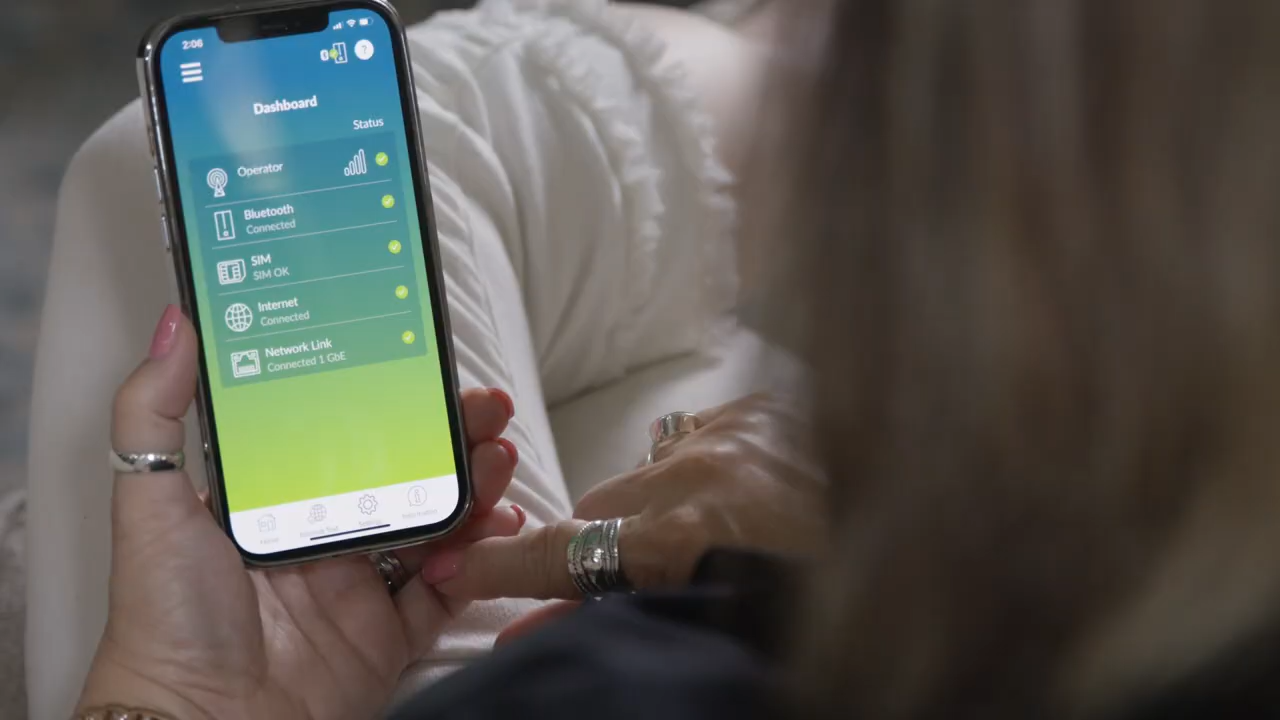 2:06
?
Dashboard
Status
Operator
Bluetooth
Connected
SIM
SIM OK
Internet
Connected
Network Link
Connected 1 GbE